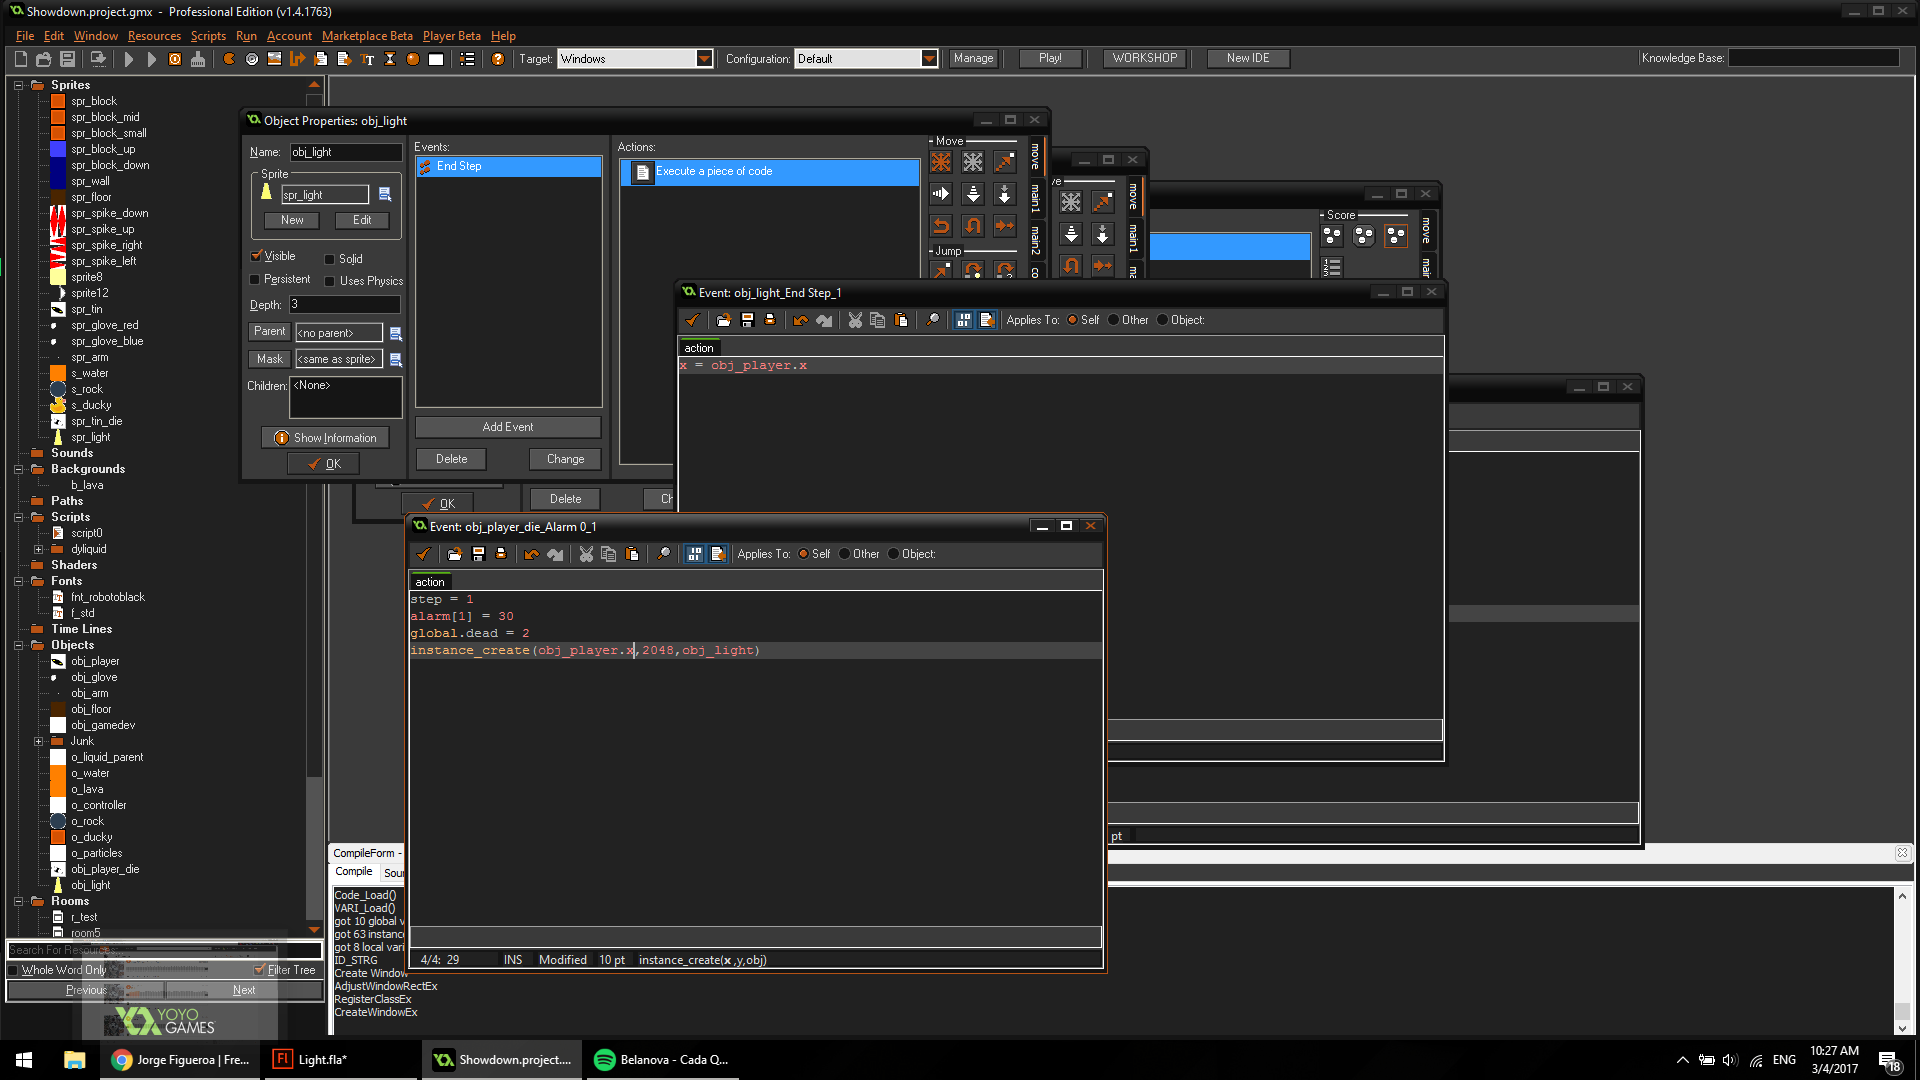 Showdown.project.gmx - Professional Edition (v1.4.1763)
File Edit Window Resources Scripts Run Account Marketplace Beta Player Beta Help
Target: Windows Configuration: Default Manage Play! WORKSHOP New IDE Knowledge Base:
Sprites
spr_block
spr_block_mid
spr_block_small
spr_block_up
spr_block_down
spr_wall
spr_floor
spr_spike_down
spr_spike_up
spr_spike_right
spr_spike_left
sprite8
sprite12
spr_tin
spr_glove_red
spr_glove_blue
spr_arm
s_water
s_rock
s_ducky
spr_tin_die
spr_light
Sounds
Backgrounds
b_lava
Paths
Scripts
script0
dyliquid
Shaders
Fonts
fnt_robotoblack
f_std
Time Lines
Objects
obj_player
obj_glove
obj_arm
obj_floor
obj_gamedev
Junk
o_liquid_parent
o_water
o_lava
o_controller
o_rock
o_ducky
o_particles
obj_player_die
obj_light
Rooms
r_test
room5
Search For Resource
Whole Word Only Filter Tree
Previous Next
YOYO
GAMES
Object Properties: obj_light
Name: obj_light
Sprite
spr_light
New Edit
Visible Solid
Persistent Uses Physics
Depth: 3
Parent <no parent>
Mask <same as sprite>
Children: <None>
Show Information
OK
Events:
End Step
Add Event
Delete Change
Actions:
Execute a piece of code
Move
Jump
move
main1
main2
OK
Delete
move
main1
Score
move
Event: obj_light_End Step_1
Applies To: Self Other Object:
action
x = obj_player.x
Event: obj_player_die_Alarm 0_1
Applies To: Self Other Object:
action
step = 1
alarm[1] = 30
global.dead = 2
instance_create(obj_player.x,2048,obj_light)
4/4: 29 INS Modified 10 pt instance_create(x ,y,obj)
pt
CompileForm -
Compile
Code_Load()
VARI_Load()
got 10 global v
got 63 instance
got 8 local vari
ID_STRG
Create Window
AdjustWindowRectEx
RegisterClassEx
CreateWindowEx
Jorge Figueroa | Fre...
Light.fla*
Showdown.project....
Belanova - Cada Q...
ENG
10:27 AM
3/4/2017
18